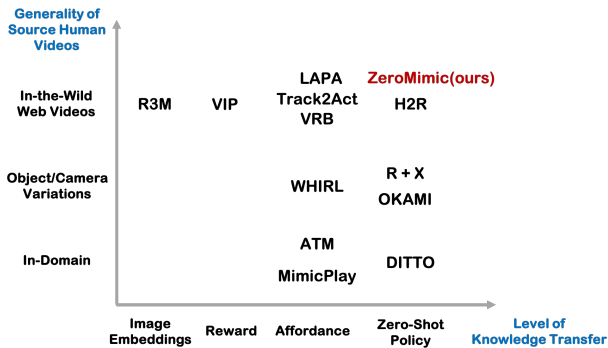 Generality of
Source Human
Videos
In-the-Wild
Web Videos
R3M
VIP
LAPA
Track2Act
VRB
ZeroMimic(ours)
H2R
Object/Camera
Variations
WHIRL
R + X
OKAMI
In-Domain
ATM
MimicPlay
DITTO
Image
Embeddings
Reward
Affordance
Zero-Shot
Policy
Level of
Knowledge Transfer